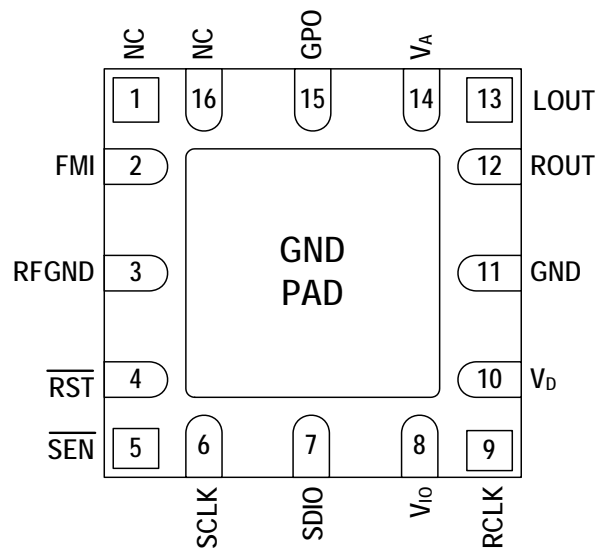 NC
NC
GPO
VA
1
16
15
14
13
LOUT
FMI
2
12
ROUT
GND
PAD
RFGND
3
11
GND
RST
4
10
VD
SEN
5
6
7
8
9
SCLK
SDIO
VIO
RCLK